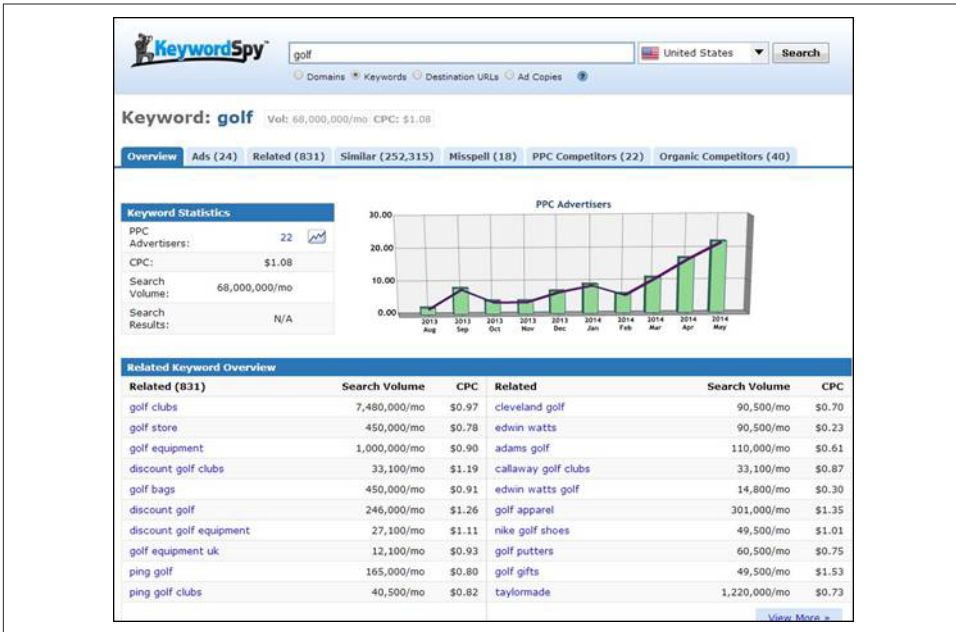 KeywordSpy™
golf
United States
Search
Domains Keywords Destination URLs Ad Copies ?
Keyword: golf Vol: 68,000,000/mo CPC: $1.08
Overview Ads (24) Related (831) Similar (252,315) Misspell (18) PPC Competitors (22) Organic Competitors (40)
Keyword Statistics
PPC
Advertisers: 22
CPC: $1.08
Search
Volume: 68,000,000/mo
Search
Results: N/A
PPC Advertisers
30.00
20.00
10.00
0.00
2013 2013 2013 2013 2013 2014 2014 2014 2014 2014
Aug Sep Oct Nov Dec Jan Feb Mar Apr May
Related Keyword Overview
Related (831) Search Volume CPC Related Search Volume CPC
golf clubs 7,480,000/mo $0.97 cleveland golf 90,500/mo $0.70
golf store 450,000/mo $0.78 edwin watts 90,500/mo $0.23
golf equipment 1,000,000/mo $0.90 adams golf 110,000/mo $0.61
discount golf clubs 33,100/mo $1.19 callaway golf clubs 33,100/mo $0.87
golf bags 450,000/mo $0.91 edwin watts golf 14,800/mo $0.30
discount golf 246,000/mo $1.26 golf apparel 301,000/mo $1.35
discount golf equipment 27,100/mo $1.11 nike golf shoes 49,500/mo $1.01
golf equipment uk 12,100/mo $0.93 golf putters 60,500/mo $0.75
ping golf 165,000/mo $0.80 golf gifts 49,500/mo $1.53
ping golf clubs 40,500/mo $0.82 taylormade 1,220,000/mo $0.73
View More »